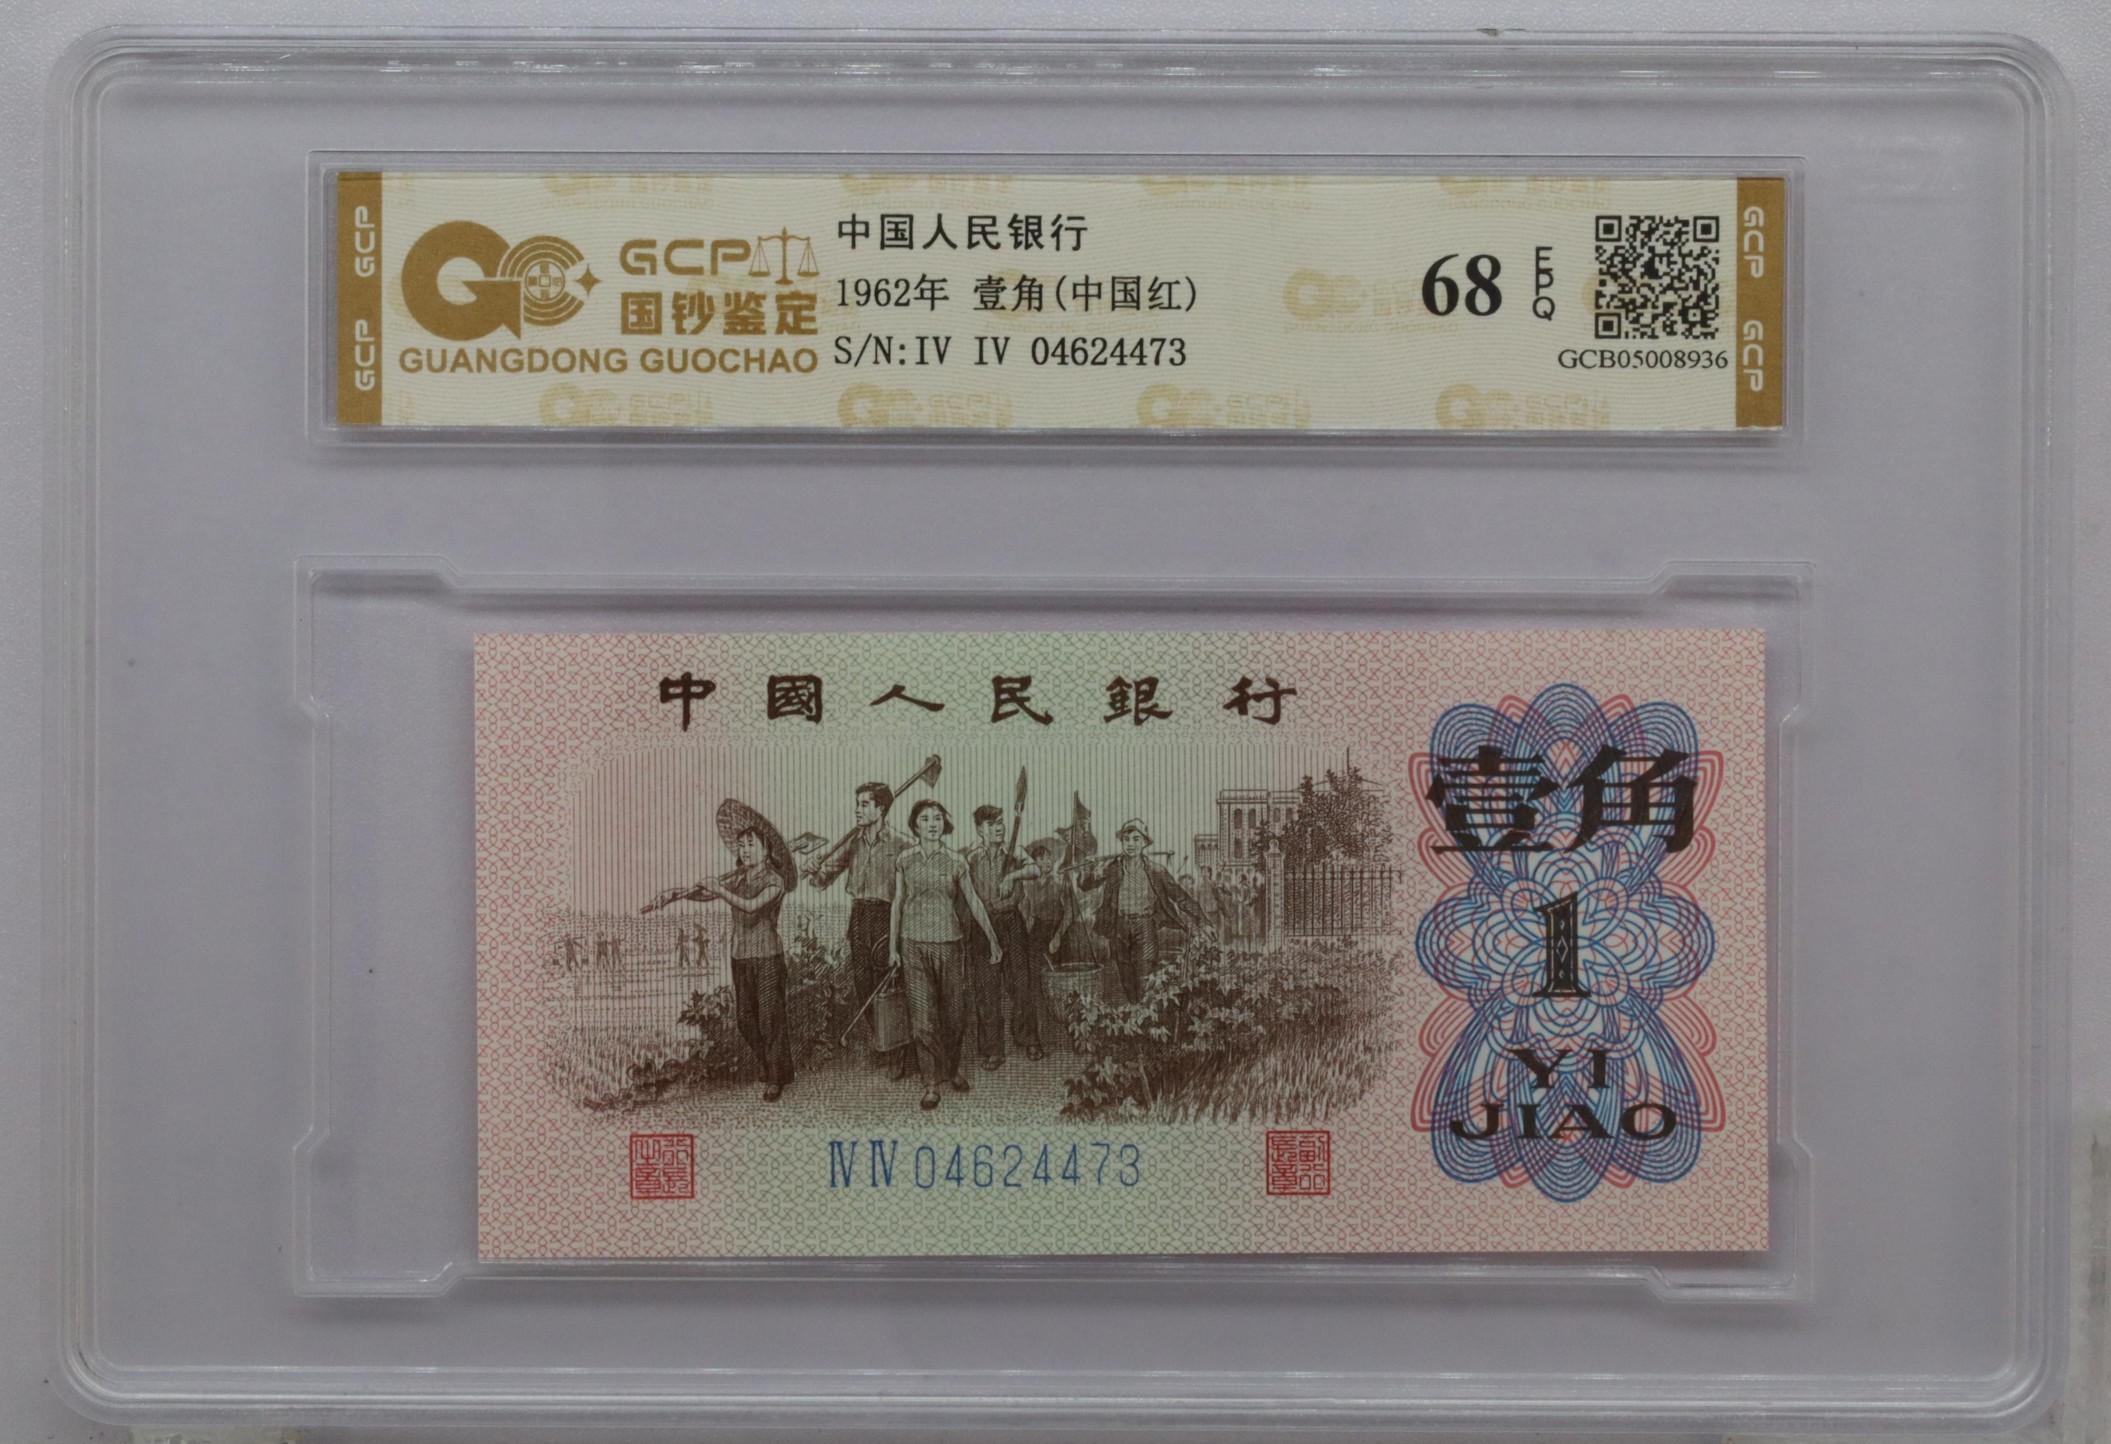 GCP
GCP
GCP
国钞鉴定
GUANGDONG GUOCHAO
中国人民银行
1962年 壹角(中国红)
S/N:IV IV 04624473
68
EPQ
GCB05008936
GCP
GCP
中國人民銀行
壹角
1
YI
JIAO
IV IV 04624473